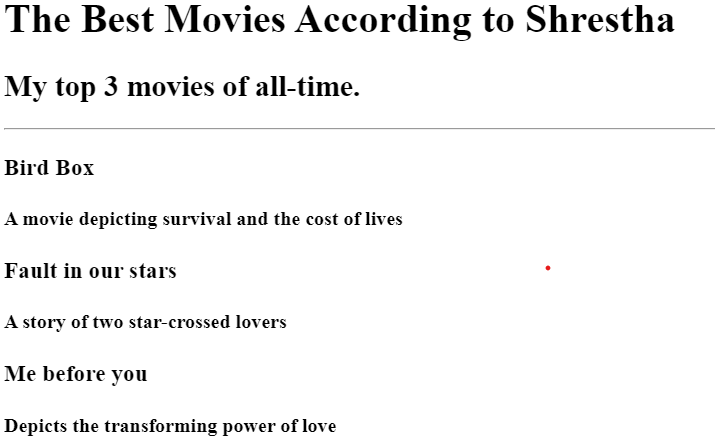 The Best Movies According to Shrestha
My top 3 movies of all-time.
Bird Box
A movie depicting survival and the cost of lives
Fault in our stars
A story of two star-crossed lovers
Me before you
Depicts the transforming power of love